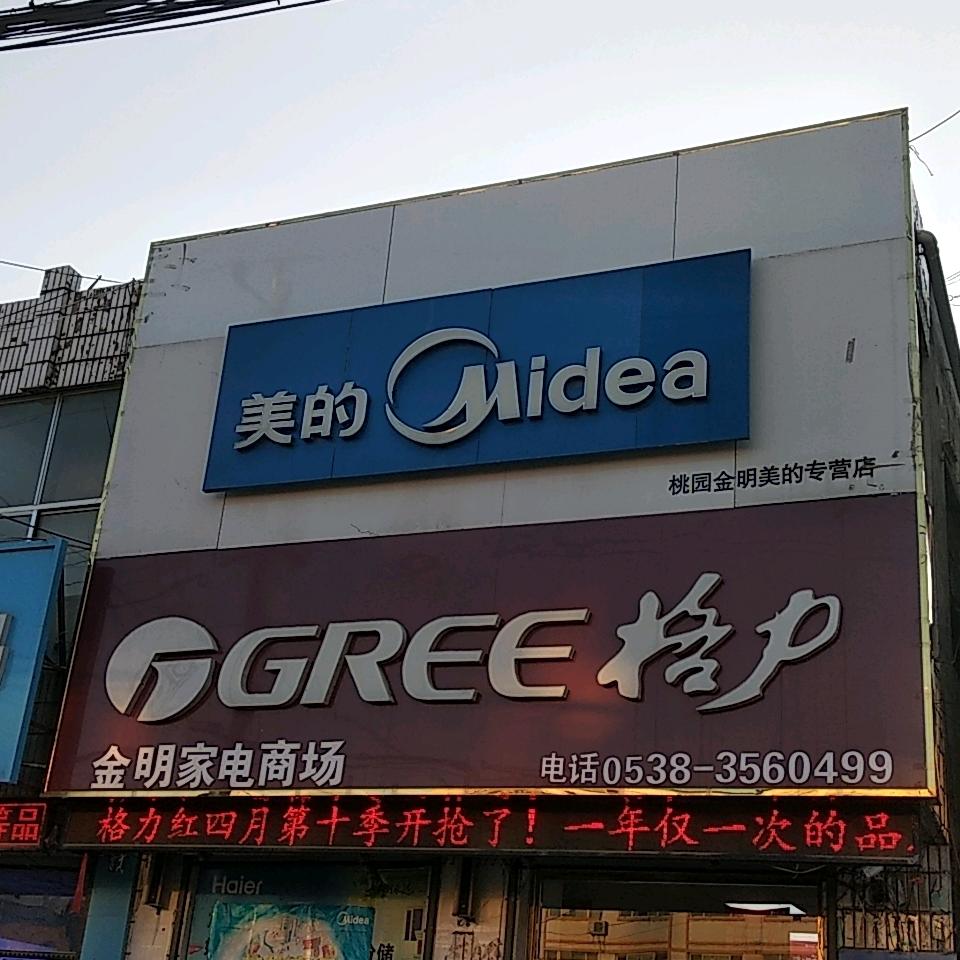 美的 Midea
桃园金明美的专营店
GREE 格力
金明家电商场 电话0538-3560499
格力红四月第十季开抢了！一年仅一次的品
Haier
Midea
储